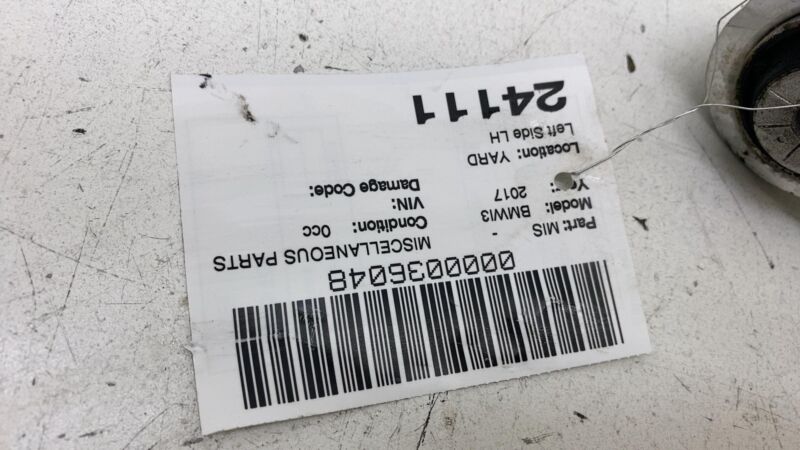 0000036048
Part: MIS - MISCELLANEOUS PARTS
Model: BMWI3 Condition: 0cc
2017 VIN:
Location: YARD Damage Code:
Left Side LH
24111